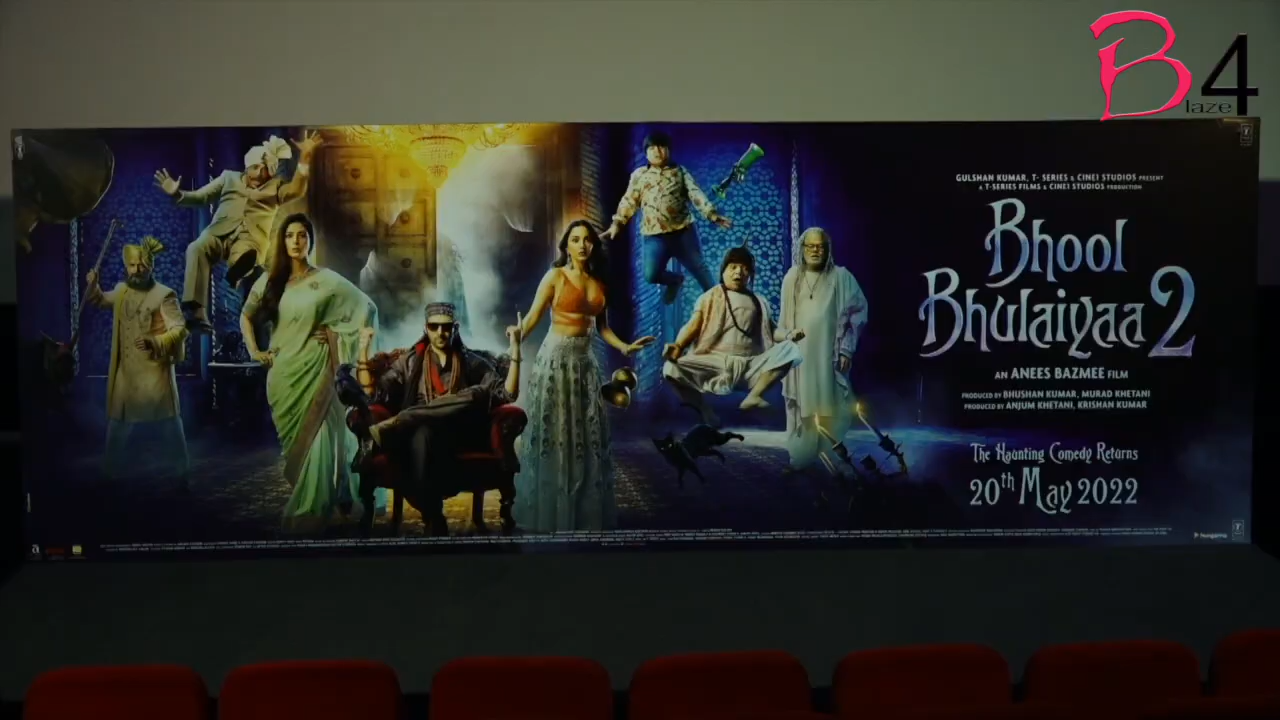 B4
laze
GULSHAN KUMAR, T- SERIES & CINE1 STUDIOS PRESENT
A T-SERIES FILMS & CINE1 STUDIOS PRODUCTION
Bhool
Bhulaiyaa 2
AN ANEES BAZMEE FILM
PRODUCED BY BHUSHAN KUMAR, MURAD KHETANI
PRODUCED BY ANJUM KHETANI, KRISHAN KUMAR
The Haunting Comedy Returns
20th May 2022
hungama